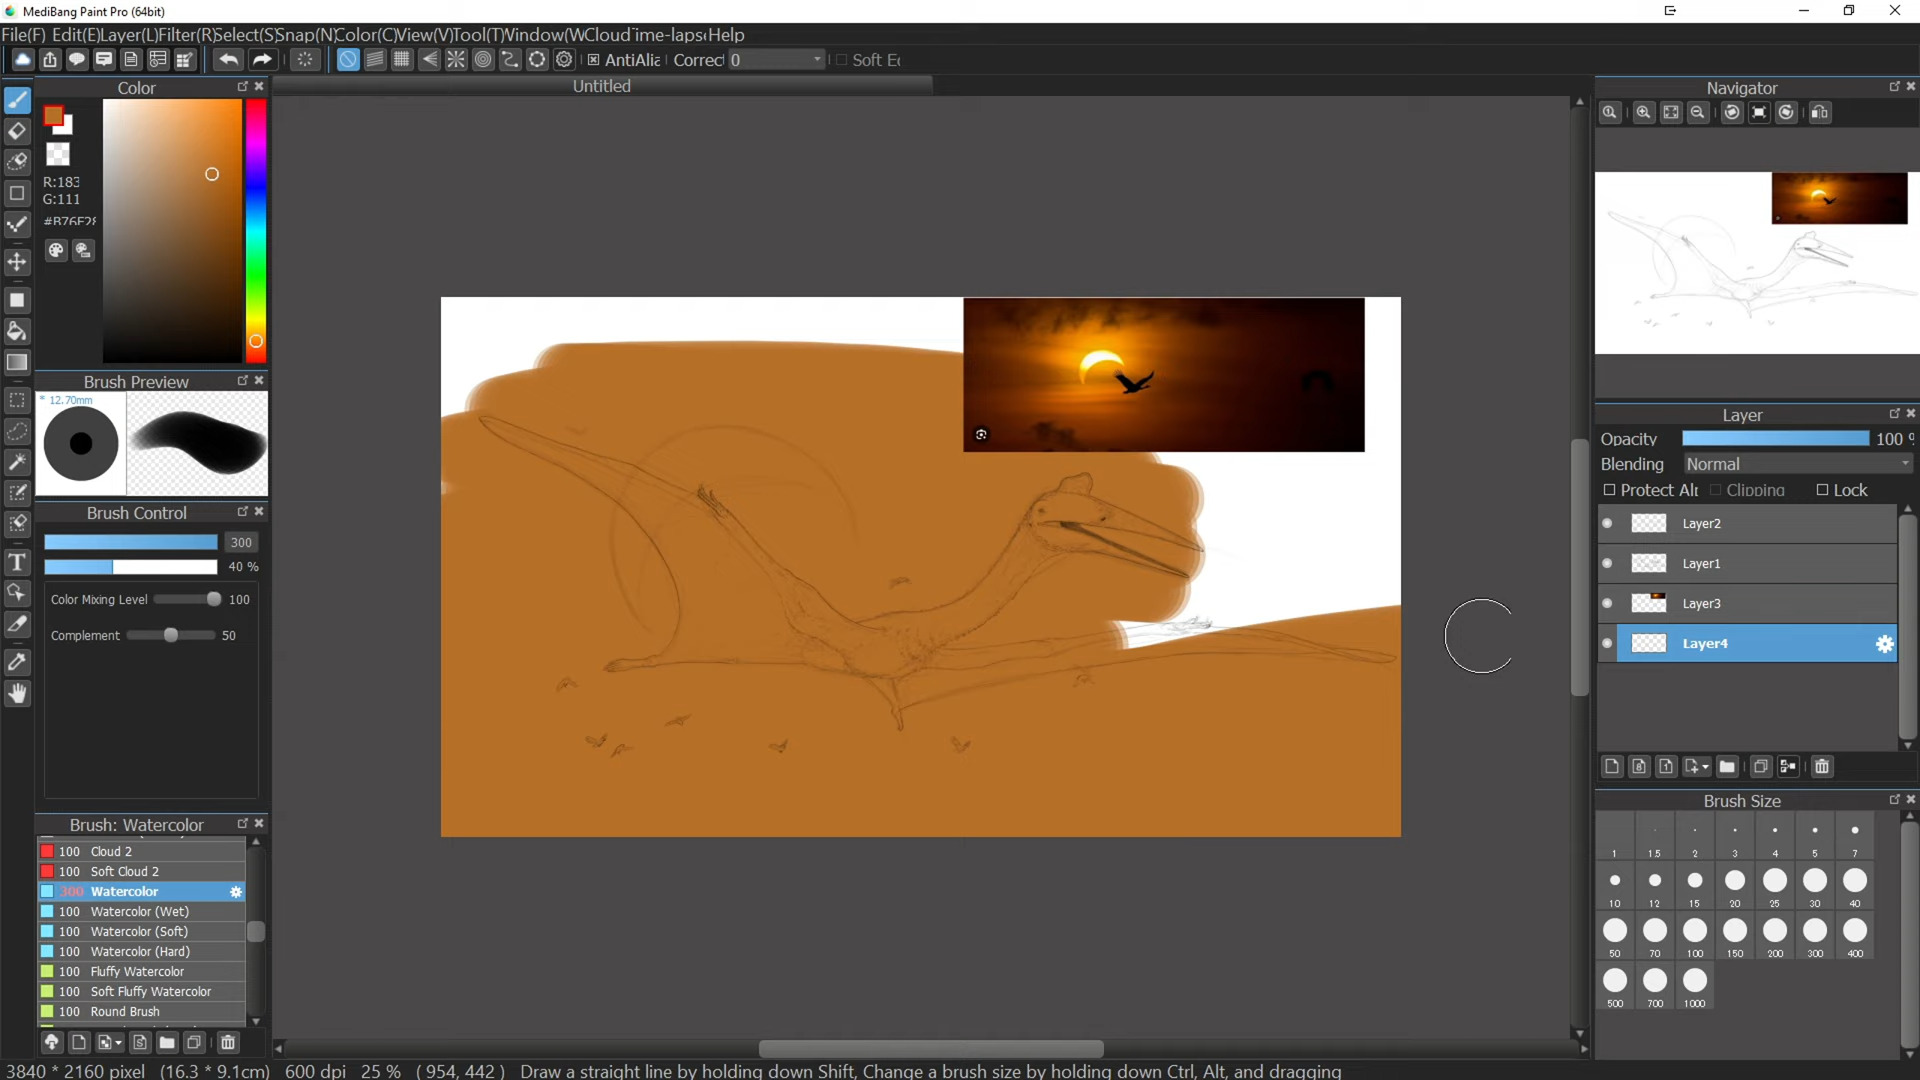 MediBang Paint Pro (64bit)
File(F) Edit(E) Layer(L) Filter(R Select(S Snap(N Color(C) View(V) Tool(T) Window(W Cloud Time-laps Help
AntiAlia Correct 0 Soft Ed
Color
Untitled
Navigator
R:183
G:111
#B76F28
Brush Preview
* 12.70mm
Brush Control
300
40 %
Color Mixing Level 100
Complement 50
Brush: Watercolor
100 Cloud 2
100 Soft Cloud 2
300 Watercolor
100 Watercolor (Wet)
100 Watercolor (Soft)
100 Watercolor (Hard)
100 Fluffy Watercolor
100 Soft Fluffy Watercolor
100 Round Brush
Layer
Opacity 100 %
Blending Normal
Protect Al Clipping Lock
Layer2
Layer1
Layer3
Layer4
Brush Size
1 1.5 2 3 4 5 7
10 12 15 20 25 30 40
50 70 100 150 200 300 400
500 700 1000
3840 * 2160 pixel (16.3 * 9.1cm) 600 dpi 25 % ( 954, 442 ) Draw a straight line by holding down Shift, Change a brush size by holding down Ctrl, Alt, and dragging